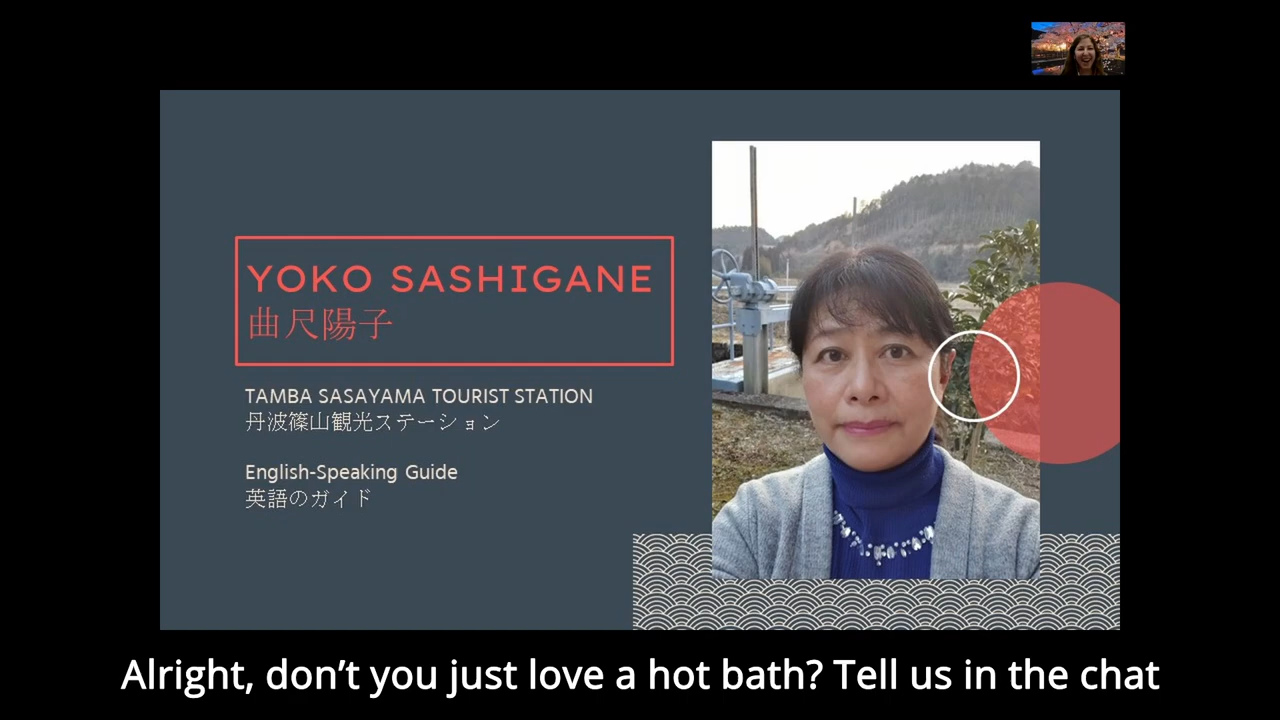 YOKO SASHIGANE
曲尺陽子
TAMBA SASAYAMA TOURIST STATION
丹波篠山観光ステーション
English-Speaking Guide
英語のガイド
Alright, don’t you just love a hot bath? Tell us in the chat